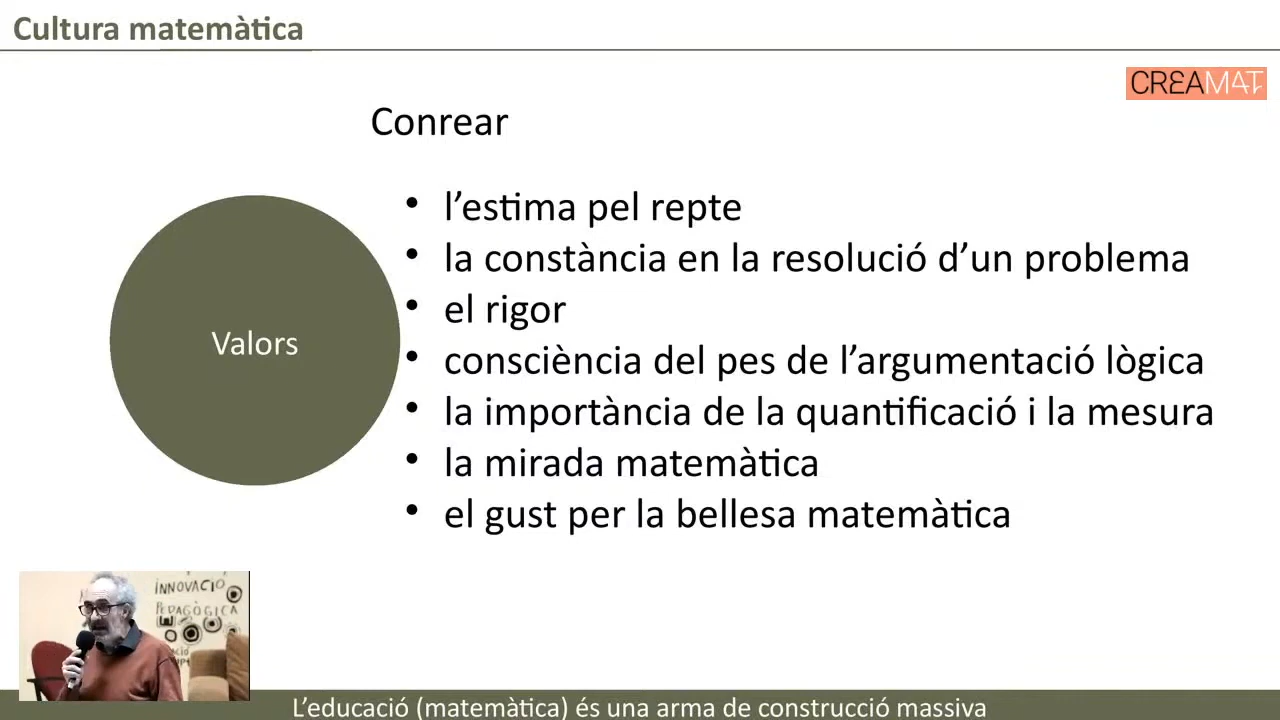 Cultura matemàtica
CREAMAT
Conrear
• l’estima pel repte
• la constància en la resolució d’un problema
• el rigor
• consciència del pes de l’argumentació lògica
• la importància de la quantificació i la mesura
• la mirada matemàtica
• el gust per la bellesa matemàtica
Valors
INNOVACIÓ
PEDAGÒGICA
L’educació (matemàtica) és una arma de construcció massiva